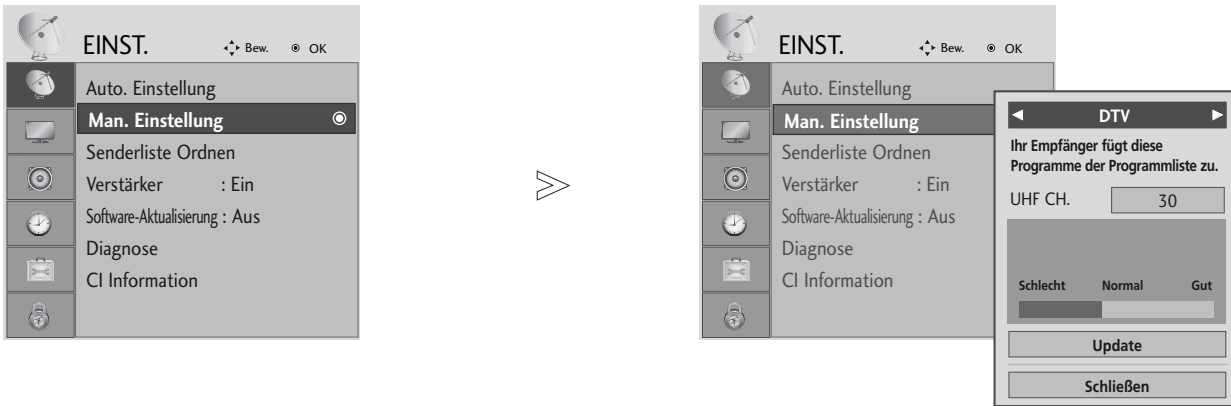 EINST. Bew. OK
Auto. Einstellung
Man. Einstellung
Senderliste Ordnen
Verstärker : Ein
Software-Aktualisierung : Aus
Diagnose
CI Information
EINST. Bew. OK
Auto. Einstellung
Man. Einstellung
Senderliste Ordnen
Verstärker : Ein
Software-Aktualisierung : Aus
Diagnose
CI Information
DTV
Ihr Empfänger fügt diese
Programme der Programmliste zu.
UHF CH. 30
Schlecht Normal Gut
Update
Schließen